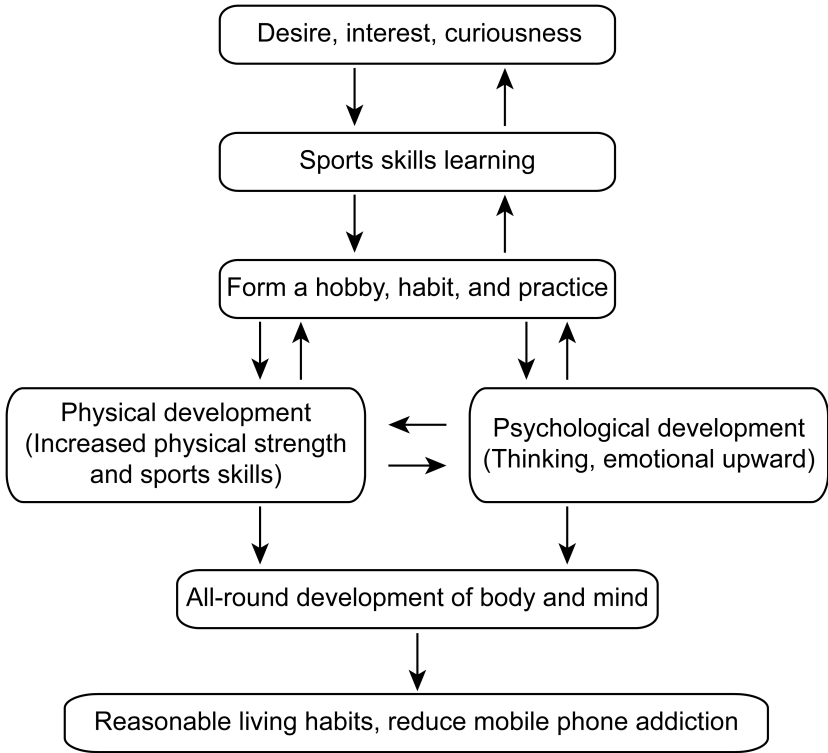 Desire, interest, curiousness
Sports skills learning
Form a hobby, habit, and practice
Physical development
(Increased physical strength
and sports skills)
Psychological development
(Thinking, emotional upward)
All-round development of body and mind
Reasonable living habits, reduce mobile phone addiction